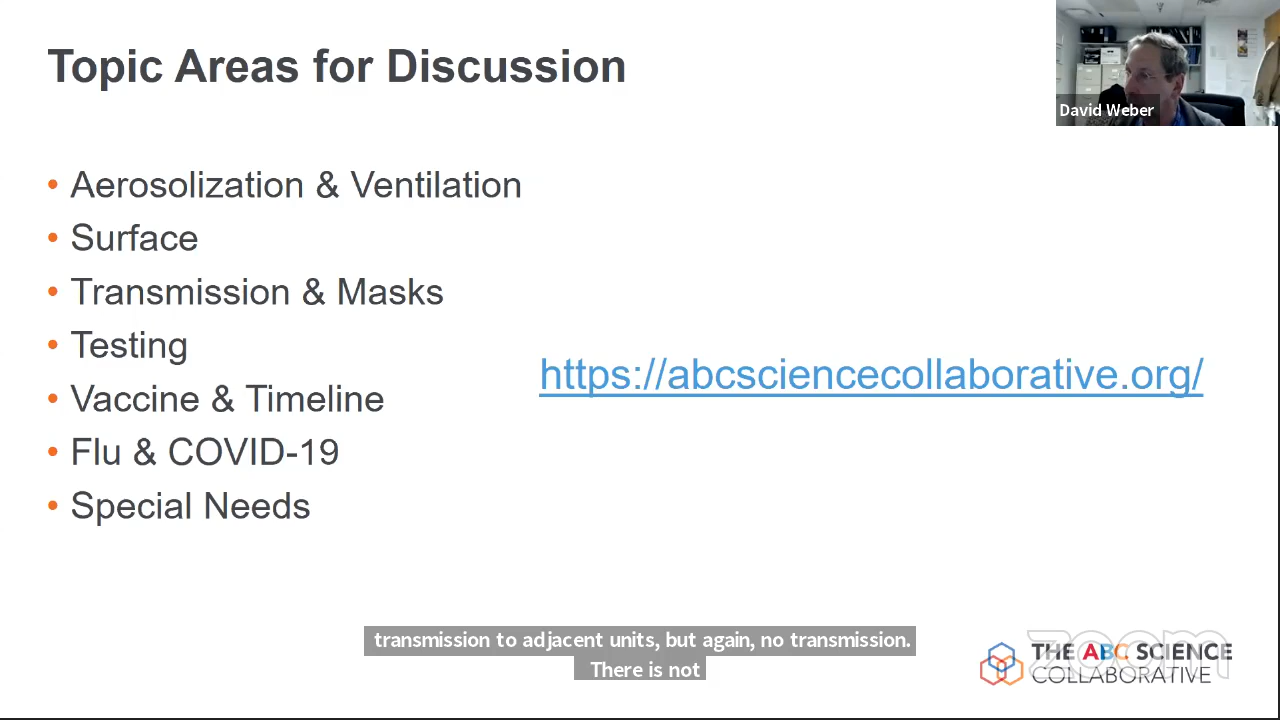 Topic Areas for Discussion
David Weber
• Aerosolization & Ventilation
• Surface
• Transmission & Masks
• Testing
• Vaccine & Timeline
• Flu & COVID-19
• Special Needs
https://abcsciencecollaborative.org/
transmission to adjacent units, but again, no transmission.
There is not
THE ABC SCIENCE
COLLABORATIVE
zoom